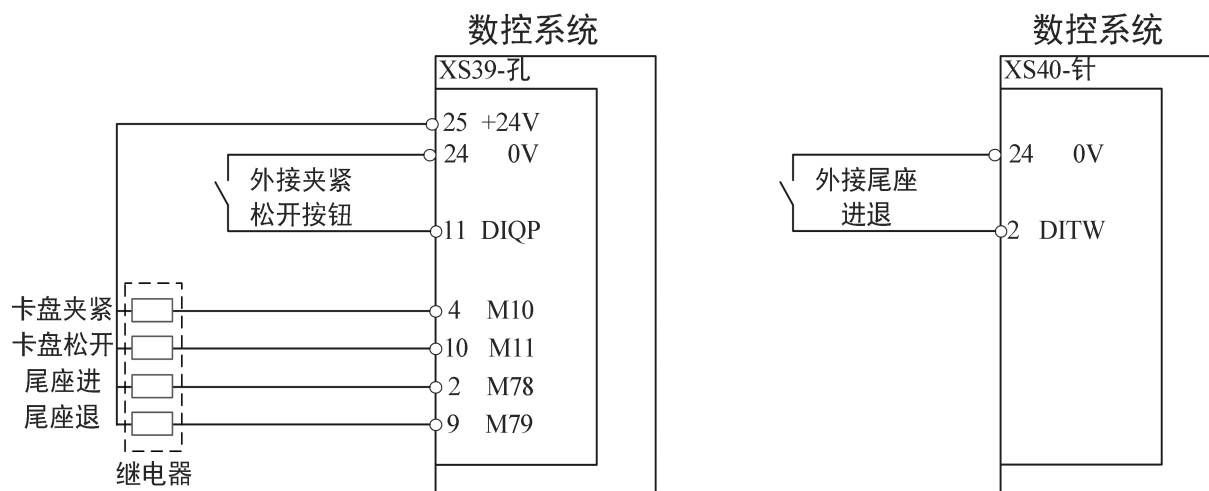 数控系统
XS39-孔
25 +24V
24 0V
外接夹紧
松开按钮
11 DIQP
卡盘夹紧
4 M10
卡盘松开
10 M11
尾座进
2 M78
尾座退
9 M79
继电器
数控系统
XS40-针
24 0V
外接尾座
进退
2 DITW